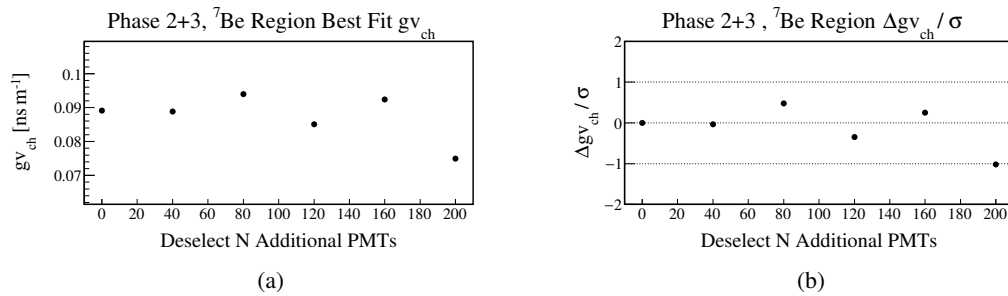 Phase 2+3, ⁷Be Region Best Fit gv_ch
0.1
0.09
0.08
0.07
gv_ch [ns m⁻¹]
0 20 40 60 80 100 120 140 160 180 200
Deselect N Additional PMTs
(a)
Phase 2+3 , ⁷Be Region Δgv_ch / σ
2
1
0
−1
−2
Δgv_ch / σ
0 20 40 60 80 100 120 140 160 180 200
Deselect N Additional PMTs
(b)